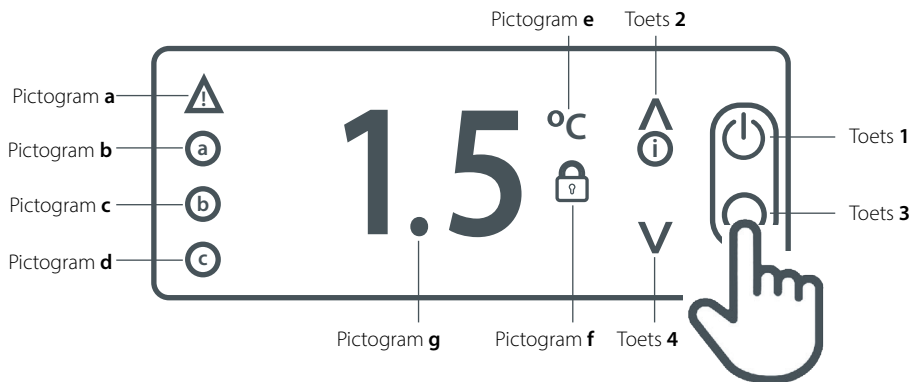 Pictogram e
Toets 2
Pictogram a
Pictogram b
Pictogram c
Pictogram d
!
a
b
c
1.5
°C
i
Toets 1
Toets 3
Pictogram g
Pictogram f
Toets 4